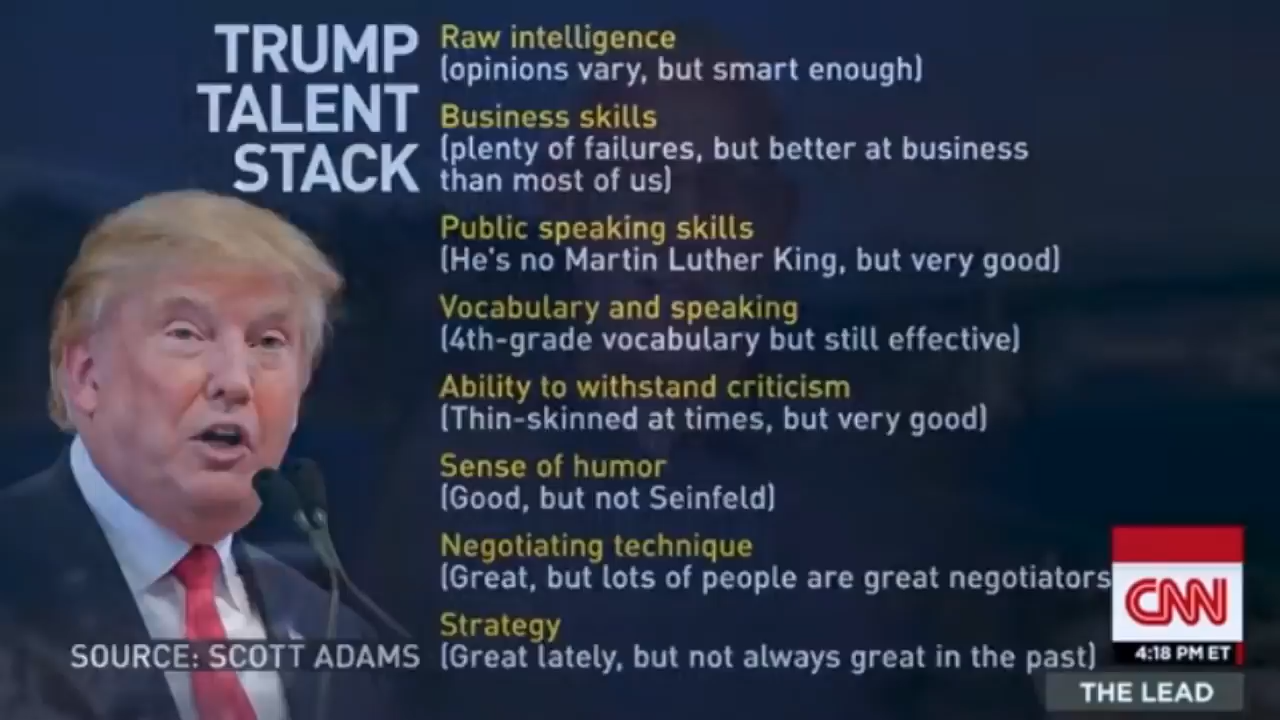 TRUMP
TALENT
STACK
Raw intelligence
(opinions vary, but smart enough)
Business skills
(plenty of failures, but better at business
than most of us)
Public speaking skills
(He's no Martin Luther King, but very good)
Vocabulary and speaking
(4th-grade vocabulary but still effective)
Ability to withstand criticism
(Thin-skinned at times, but very good)
Sense of humor
(Good, but not Seinfeld)
Negotiating technique
(Great, but lots of people are great negotiators
Strategy
(Great lately, but not always great in the past)
SOURCE: SCOTT ADAMS
CNN
4:18 PM ET
THE LEAD